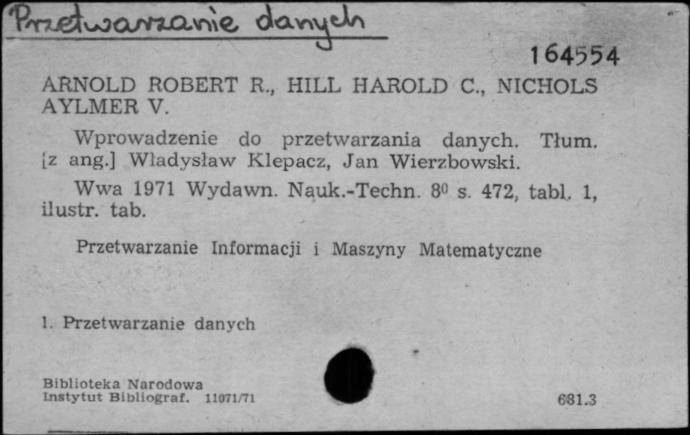 Przetwarzanie danych
164554
ARNOLD ROBERT R., HILL HAROLD C., NICHOLS
AYLMER V.
Wprowadzenie do przetwarzania danych. Tłum.
[z ang.] Władysław Klepacz, Jan Wierzbowski.
Wwa 1971 Wydawn. Nauk.-Techn. 8⁰ s. 472, tabl. 1,
ilustr. tab.
Przetwarzanie Informacji i Maszyny Matematyczne
1. Przetwarzanie danych
Biblioteka Narodowa
Instytut Bibliograf. 11071/71
681.3